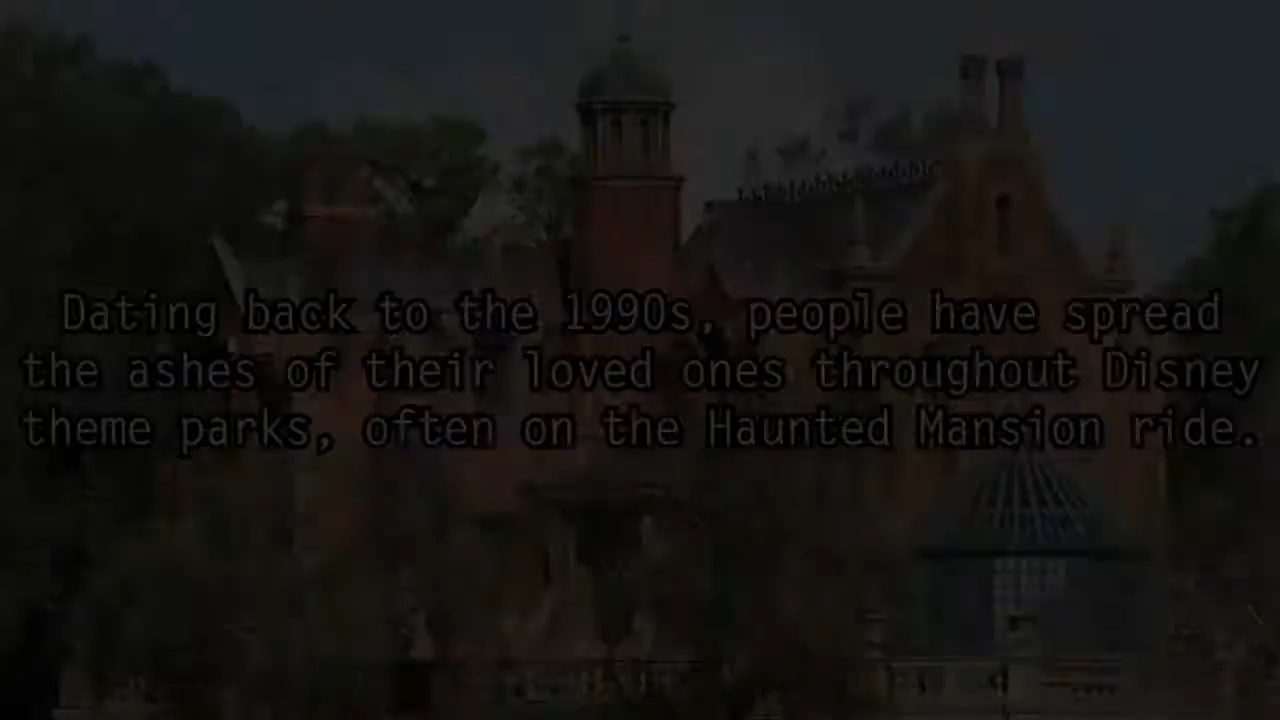 Dating back to the 1990s, people have spread
the ashes of their loved ones throughout Disney
theme parks, often on the Haunted Mansion ride.